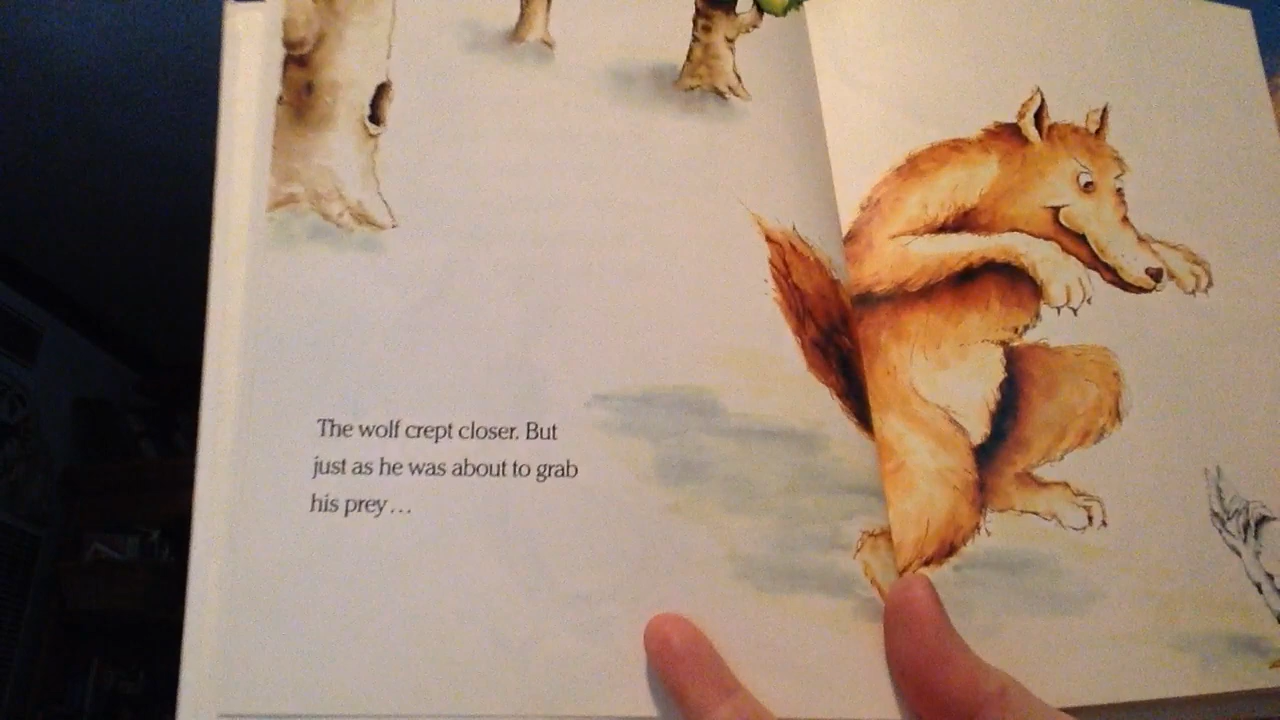 The wolf crept closer. But
just as he was about to grab
his prey...